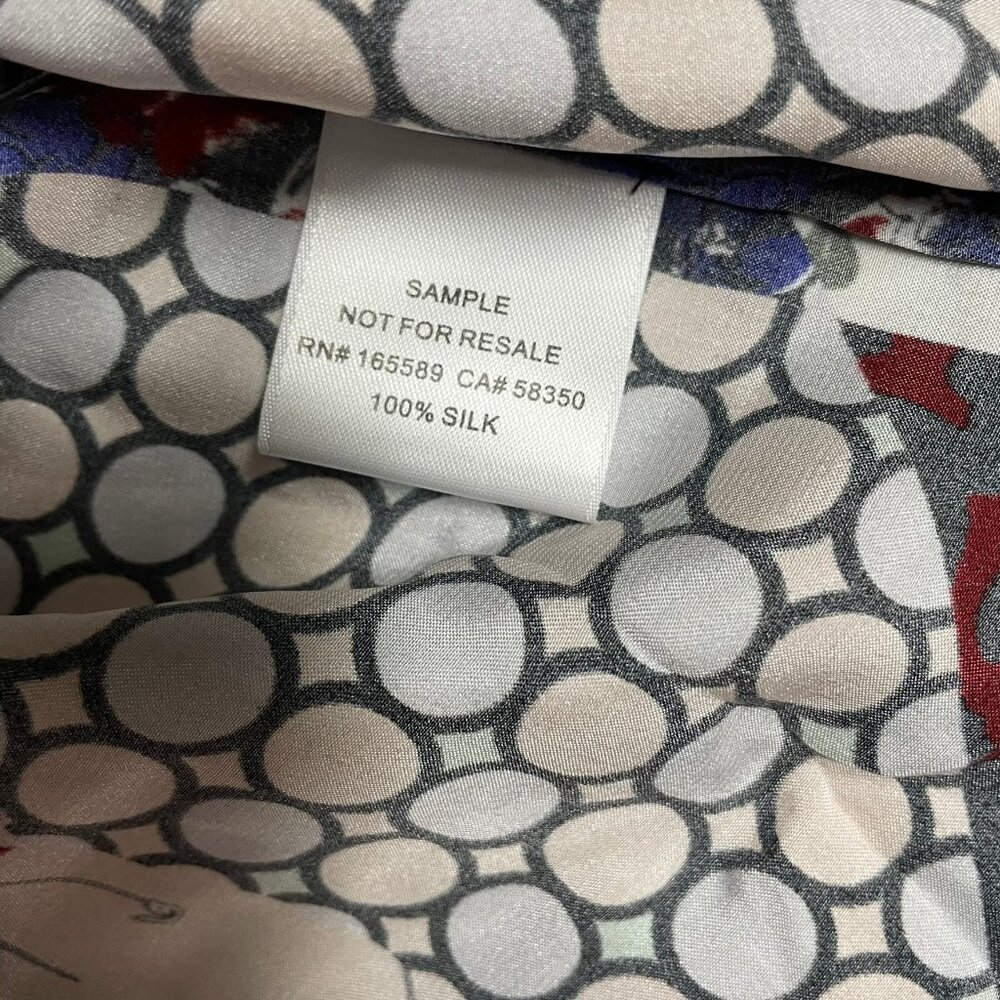 SAMPLE
NOT FOR RESALE
RN# 165589 CA# 58350
100% SILK